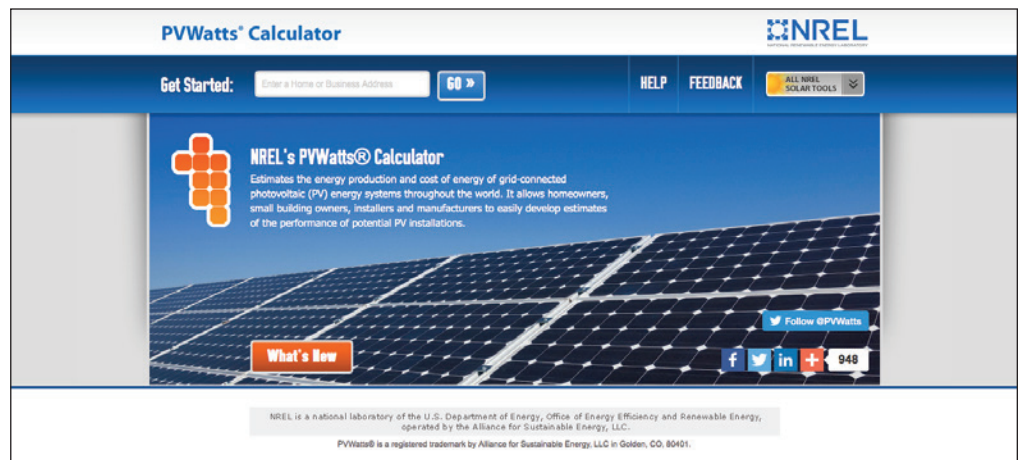 PVWatts® Calculator
NREL
NATIONAL RENEWABLE ENERGY LABORATORY
Get Started:
Enter a Home or Business Address
GO »
HELP
FEEDBACK
ALL NREL
SOLAR TOOLS
NREL's PVWatts® Calculator
Estimates the energy production and cost of energy of grid-connected
photovoltaic (PV) energy systems throughout the world. It allows homeowners,
small building owners, installers and manufacturers to easily develop estimates
of the performance of potential PV installations.
Follow @PVWatts
What's New
f
in
+
948
NREL is a national laboratory of the U.S. Department of Energy, Office of Energy Efficiency and Renewable Energy,
operated by the Alliance for Sustainable Energy, LLC.
PVWatts® is a registered trademark by Alliance for Sustainable Energy, LLC in Golden, CO, 80401.